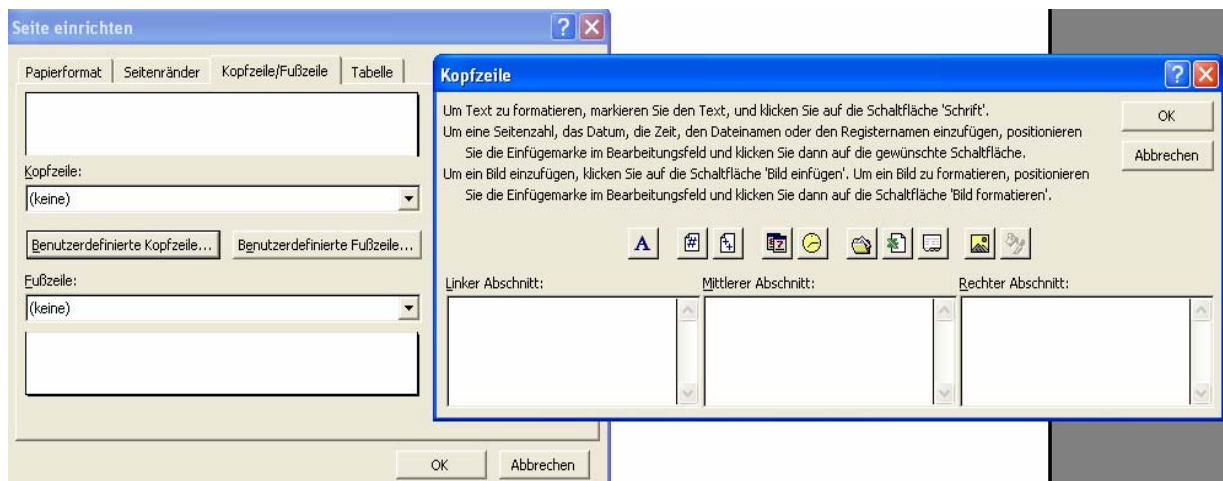 Seite einrichten
Papierformat Seitenränder Kopfzeile/Fußzeile Tabelle
Kopfzeile:
(keine)
Benutzerdefinierte Kopfzeile... Benutzerdefinierte Fußzeile...
Fußzeile:
(keine)
OK Abbrechen
Kopfzeile
Um Text zu formatieren, markieren Sie den Text, und klicken Sie auf die Schaltfläche 'Schrift'.
Um eine Seitenzahl, das Datum, die Zeit, den Dateinamen oder den Registernamen einzufügen, positionieren
Sie die Einfügemarke im Bearbeitungsfeld und klicken Sie dann auf die gewünschte Schaltfläche.
Um ein Bild einzufügen, klicken Sie auf die Schaltfläche 'Bild einfügen'. Um ein Bild zu formatieren, positionieren
Sie die Einfügemarke im Bearbeitungsfeld und klicken Sie dann auf die Schaltfläche 'Bild formatieren'.
OK
Abbrechen
A
Linker Abschnitt: Mittlerer Abschnitt: Rechter Abschnitt: